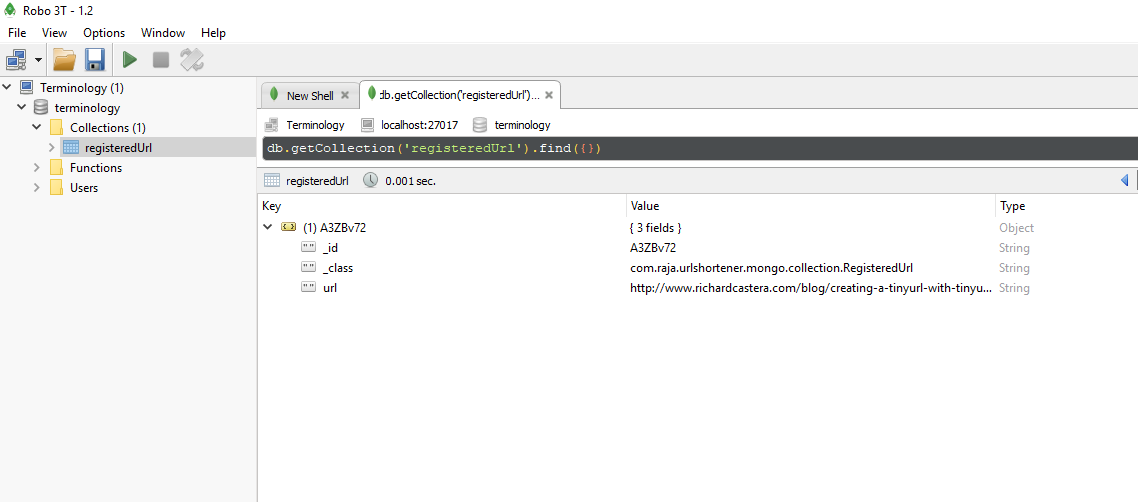 Robo 3T - 1.2
File View Options Window Help
Terminology (1)
terminology
Collections (1)
registeredUrl
Functions
Users
New Shell db.getCollection('registeredUrl')...
Terminology localhost:27017 terminology
db.getCollection('registeredUrl').find({})
registeredUrl 0.001 sec.
Key Value Type
(1) A3ZBv72 { 3 fields } Object
_id A3ZBv72 String
_class com.raja.urlshortener.mongo.collection.RegisteredUrl String
url http://www.richardcastera.com/blog/creating-a-tinyurl-with-tinyu... String